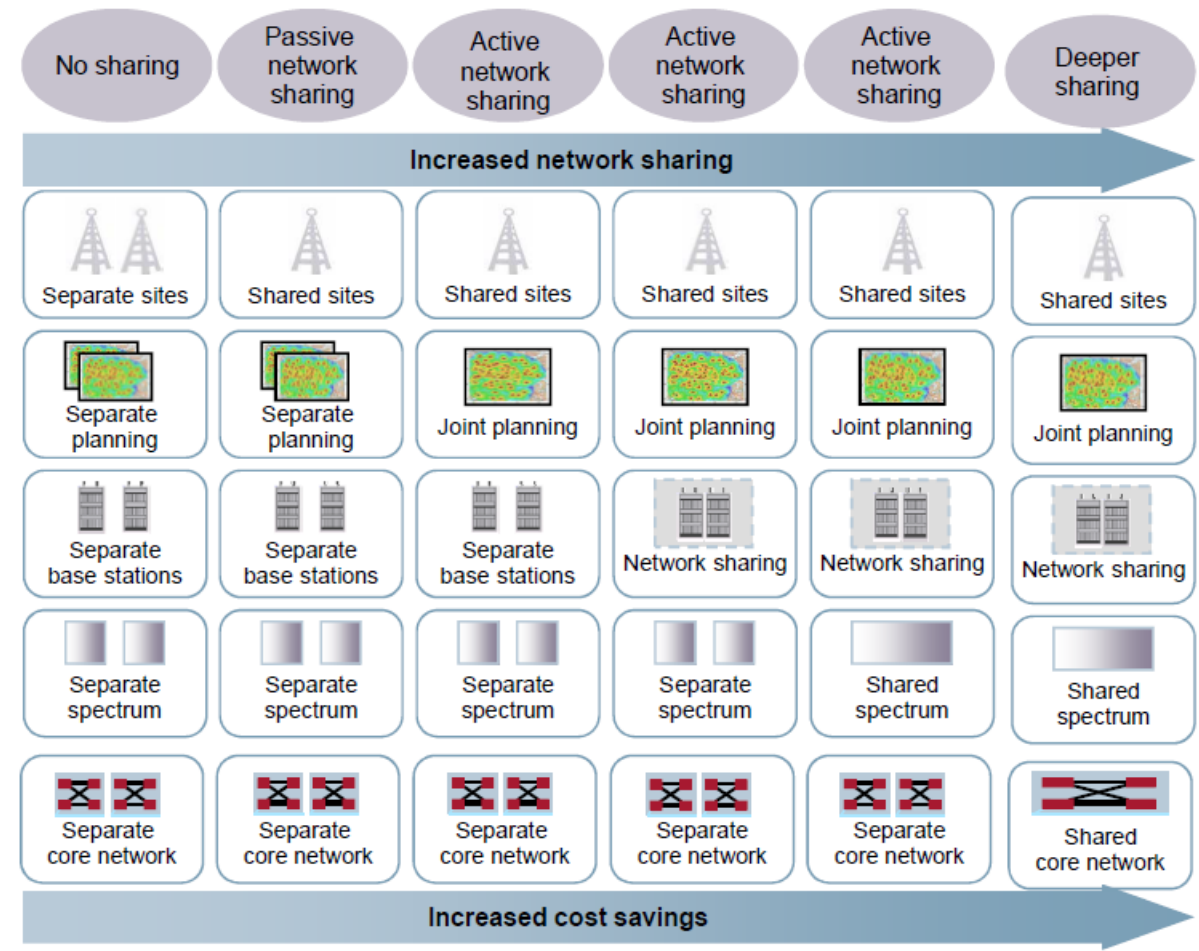 No sharing
Passive
network
sharing
Active
network
sharing
Active
network
sharing
Active
network
sharing
Deeper
sharing
Increased network sharing
Separate sites
Shared sites
Shared sites
Shared sites
Shared sites
Shared sites
Separate
planning
Separate
planning
Joint planning
Joint planning
Joint planning
Joint planning
Separate
base stations
Separate
base stations
Separate
base stations
Network sharing
Network sharing
Network sharing
Separate
spectrum
Separate
spectrum
Separate
spectrum
Separate
spectrum
Shared
spectrum
Shared
spectrum
Separate
core network
Separate
core network
Separate
core network
Separate
core network
Separate
core network
Shared
core network
Increased cost savings